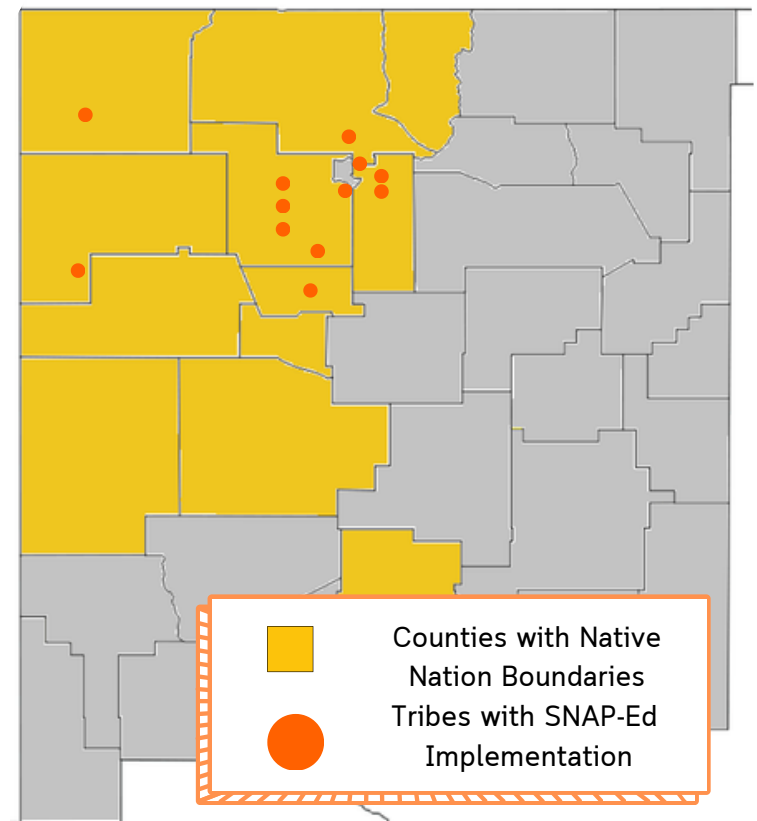 Counties with Native
Nation Boundaries
Tribes with SNAP-Ed
Implementation